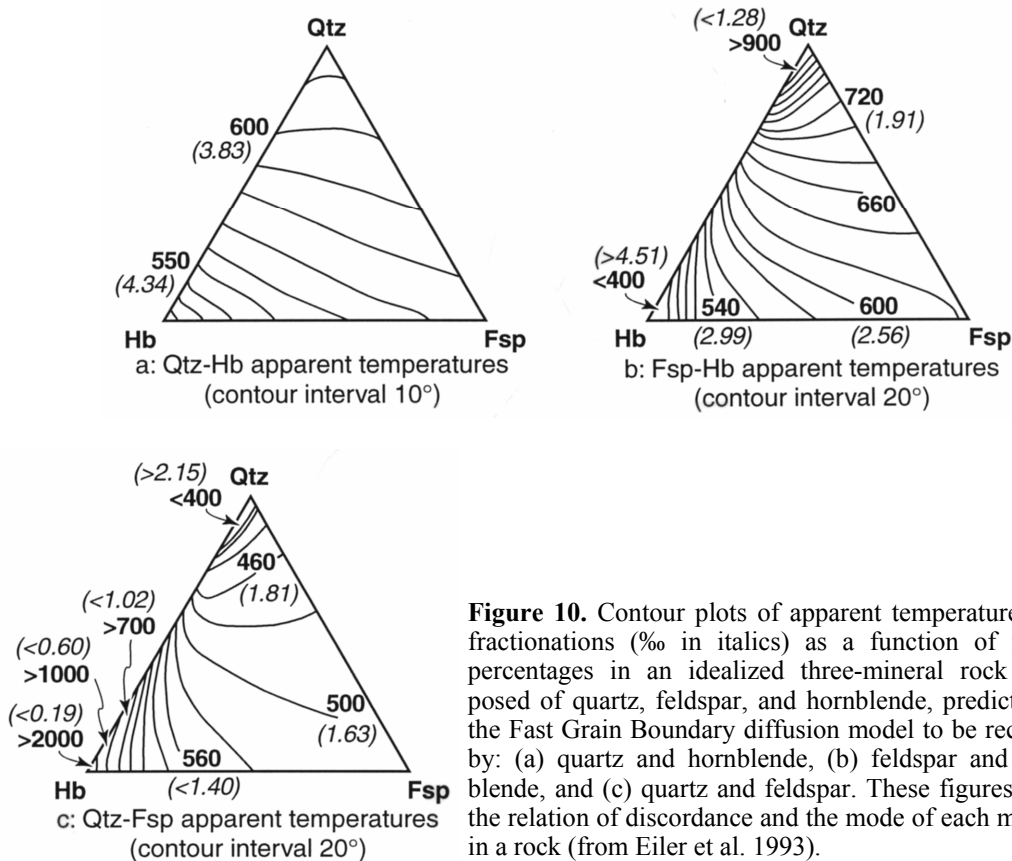 Qtz
600
(3.83)
550
(4.34)
Hb
Fsp
a: Qtz-Hb apparent temperatures
(contour interval 10°)
(<1.28)
>900
Qtz
720
(1.91)
660
(>4.51)
<400
540
600
Hb
(2.99)
(2.56)
Fsp
b: Fsp-Hb apparent temperatures
(contour interval 20°)
(>2.15)
Qtz
<400
460
(1.81)
(<1.02)
>700
(<0.60)
>1000
(<0.19)
>2000
500
(1.63)
560
Hb
(<1.40)
Fsp
c: Qtz-Fsp apparent temperatures
(contour interval 20°)
Figure 10. Contour plots of apparent temperature
fractionations (‰ in italics) as a function of
percentages in an idealized three-mineral rock
posed of quartz, feldspar, and hornblende, predict
the Fast Grain Boundary diffusion model to be rec
by: (a) quartz and hornblende, (b) feldspar and
blende, and (c) quartz and feldspar. These figures
the relation of discordance and the mode of each m
in a rock (from Eiler et al. 1993).